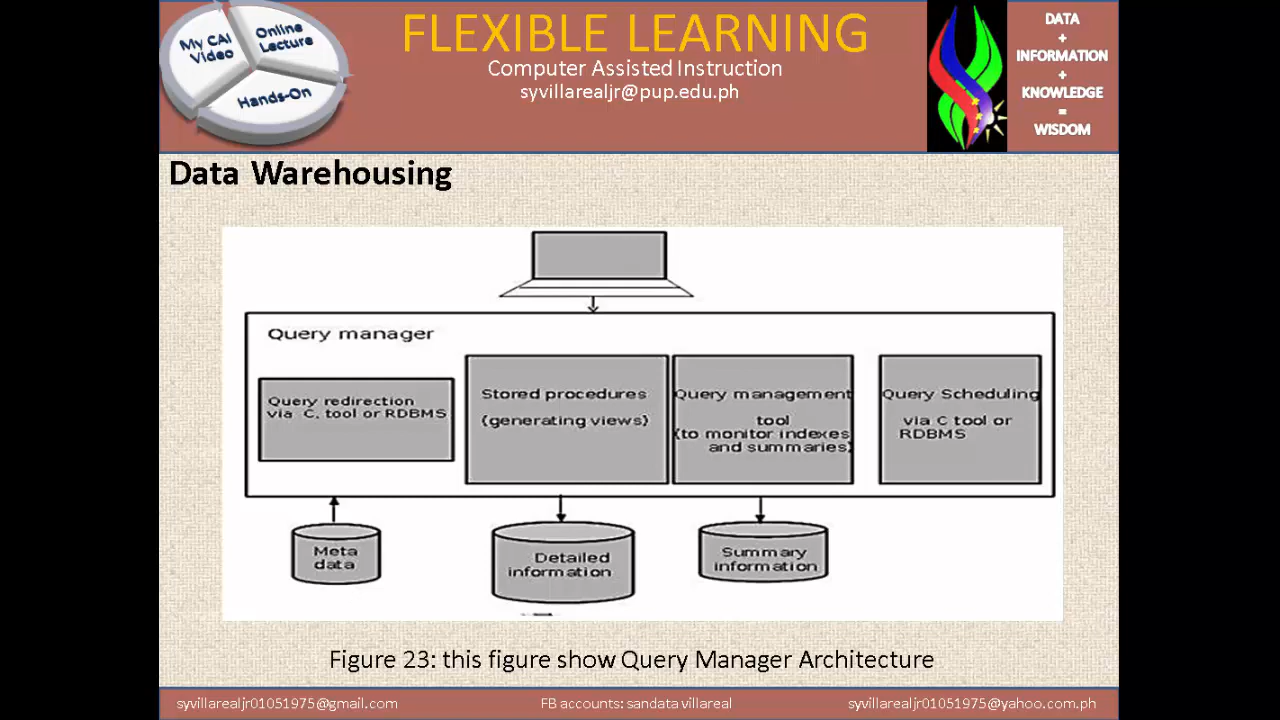 My CAI
Video
Online
Lecture
Hands-On
FLEXIBLE LEARNING
Computer Assisted Instruction
syvillarealjr@pup.edu.ph
DATA
+
INFORMATION
+
KNOWLEDGE
=
WISDOM
Data Warehousing
Query manager
Query redirection
via C, tool or RDBMS
Stored procedures
(generating views)
Query management
tool
(to monitor indexes
and summaries)
Query Scheduling
via C tool or
RDBMS
Meta
data
Detailed
information
Summary
information
Figure 23: this figure show Query Manager Architecture
syvillarealjr01051975@gmail.com
FB accounts: sandata villareal
syvillarealjr01051975@yahoo.com.ph